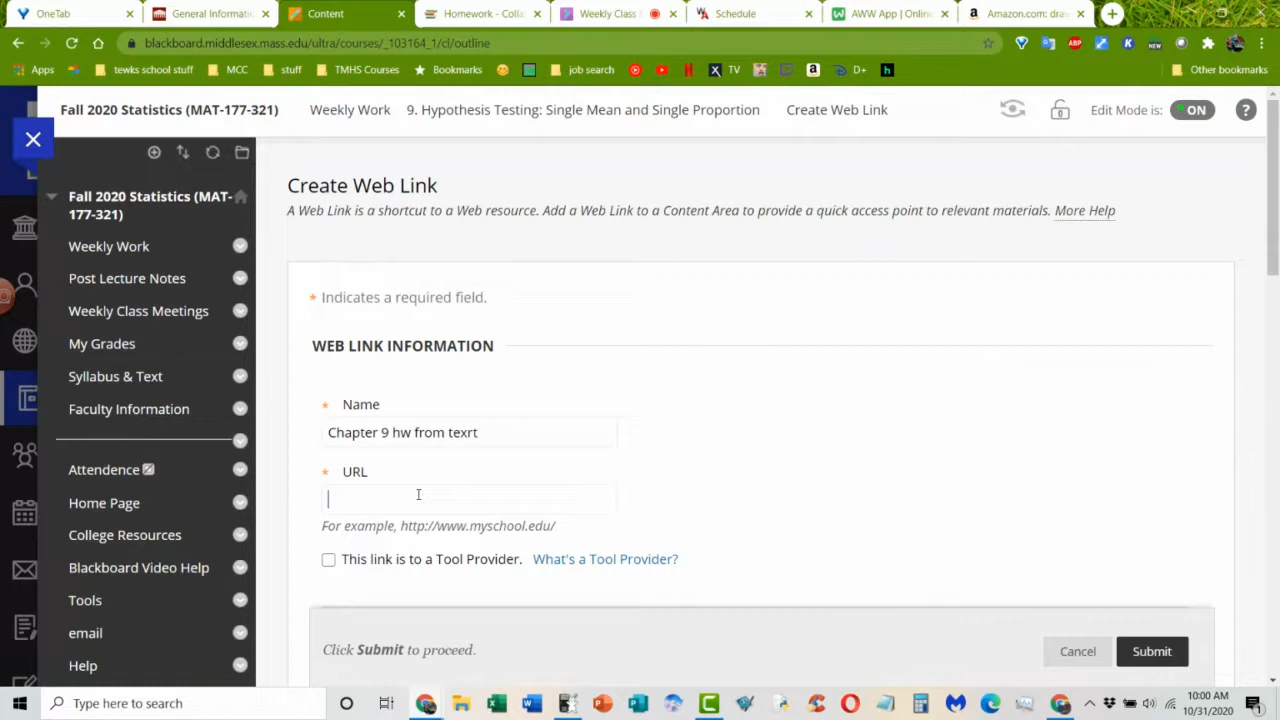 OneTab
General Informatio
Content
Homework - Colla
Weekly Class
Schedule
AWW App | Online
Amazon.com: draw
blackboard.middlesex.mass.edu/ultra/courses/_103164_1/cl/outline
Apps
tewks school stuff
MCC
stuff
TMHS Courses
Bookmarks
job search
TV
D+
Other bookmarks
Fall 2020 Statistics (MAT-177-321)
Weekly Work
9. Hypothesis Testing: Single Mean and Single Proportion
Create Web Link
Edit Mode is:
ON
?
Fall 2020 Statistics (MAT-
177-321)
Weekly Work
Post Lecture Notes
Weekly Class Meetings
My Grades
Syllabus & Text
Faculty Information
Attendence
Home Page
College Resources
Blackboard Video Help
Tools
email
Help
Create Web Link
A Web Link is a shortcut to a Web resource. Add a Web Link to a Content Area to provide a quick access point to relevant materials. More Help
* Indicates a required field.
WEB LINK INFORMATION
* Name
Chapter 9 hw from texrt
* URL
For example, http://www.myschool.edu/
This link is to a Tool Provider. What's a Tool Provider?
Click Submit to proceed.
Cancel
Submit
Type here to search
10:00 AM
10/31/2020